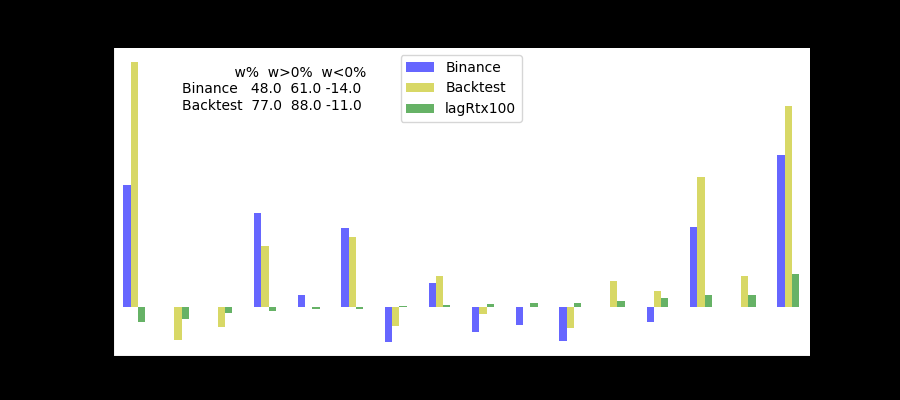 w%  w>0%  w<0%
Binance   48.0  61.0 -14.0
Backtest  77.0  88.0 -11.0
Binance
Backtest
lagRtx100